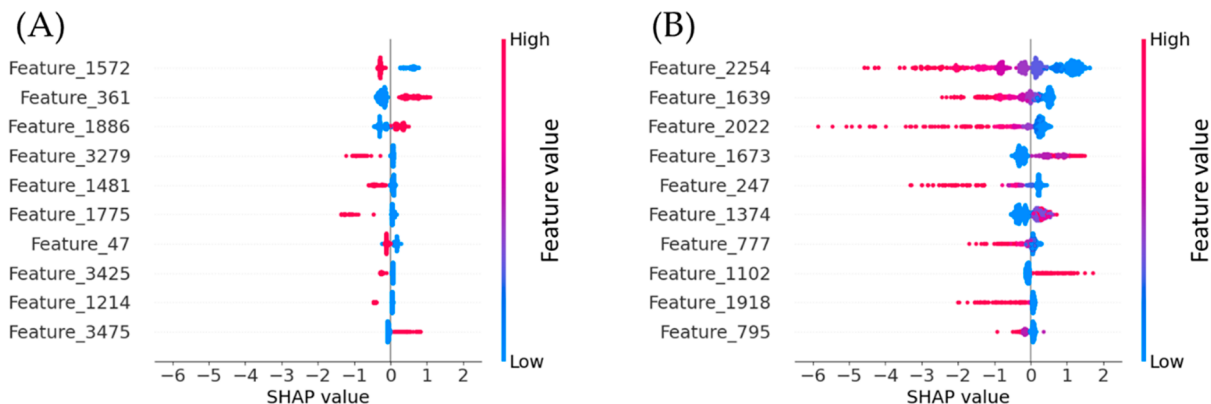 (A)
High
Feature_1572
Feature_361
Feature_1886
Feature_3279
Feature_1481
Feature_1775
Feature_47
Feature_3425
Feature_1214
Feature_3475
Feature value
Low
−6 −5 −4 −3 −2 −1 0 1 2
SHAP value
(B)
High
Feature_2254
Feature_1639
Feature_2022
Feature_1673
Feature_247
Feature_1374
Feature_777
Feature_1102
Feature_1918
Feature_795
Feature value
Low
−6 −5 −4 −3 −2 −1 0 1 2
SHAP value